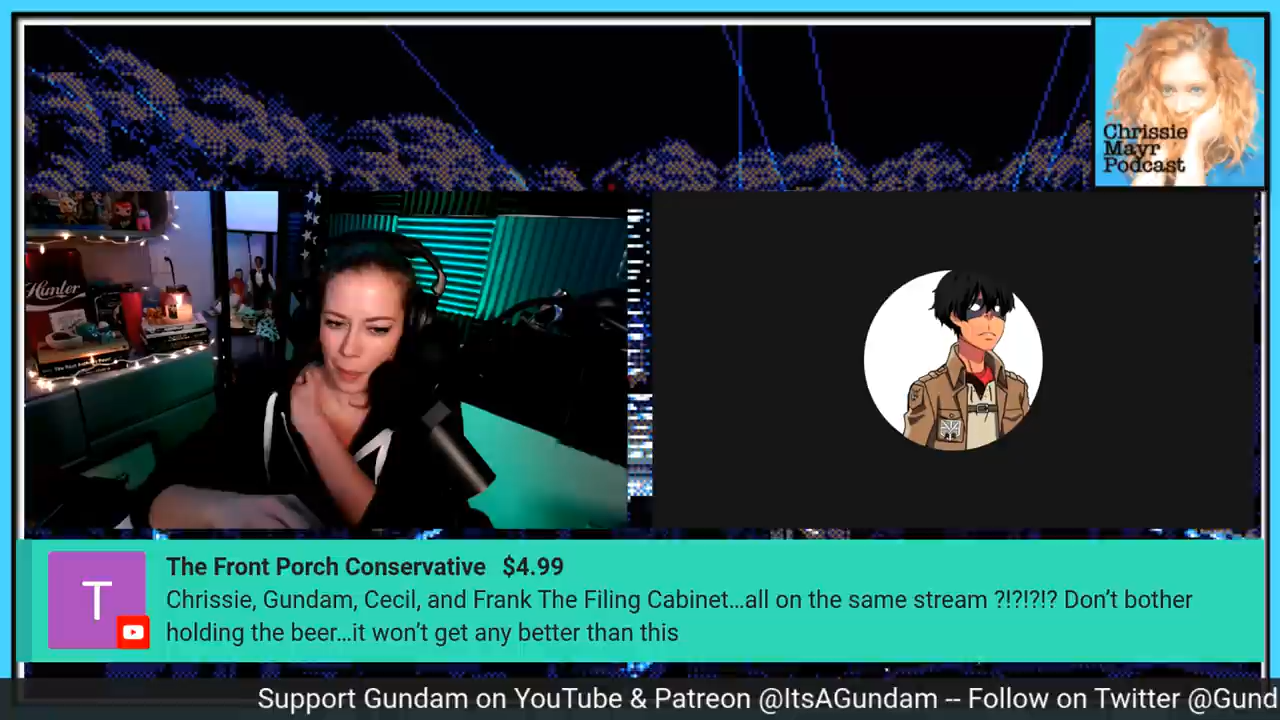 Chrissie
Mayr
Podcast
Hunter
T
The Front Porch Conservative $4.99
Chrissie, Gundam, Cecil, and Frank The Filing Cabinet…all on the same stream ?!?!?!? Don’t bother
holding the beer…it won’t get any better than this
Support Gundam on YouTube & Patreon @ItsAGundam -- Follow on Twitter @Gund